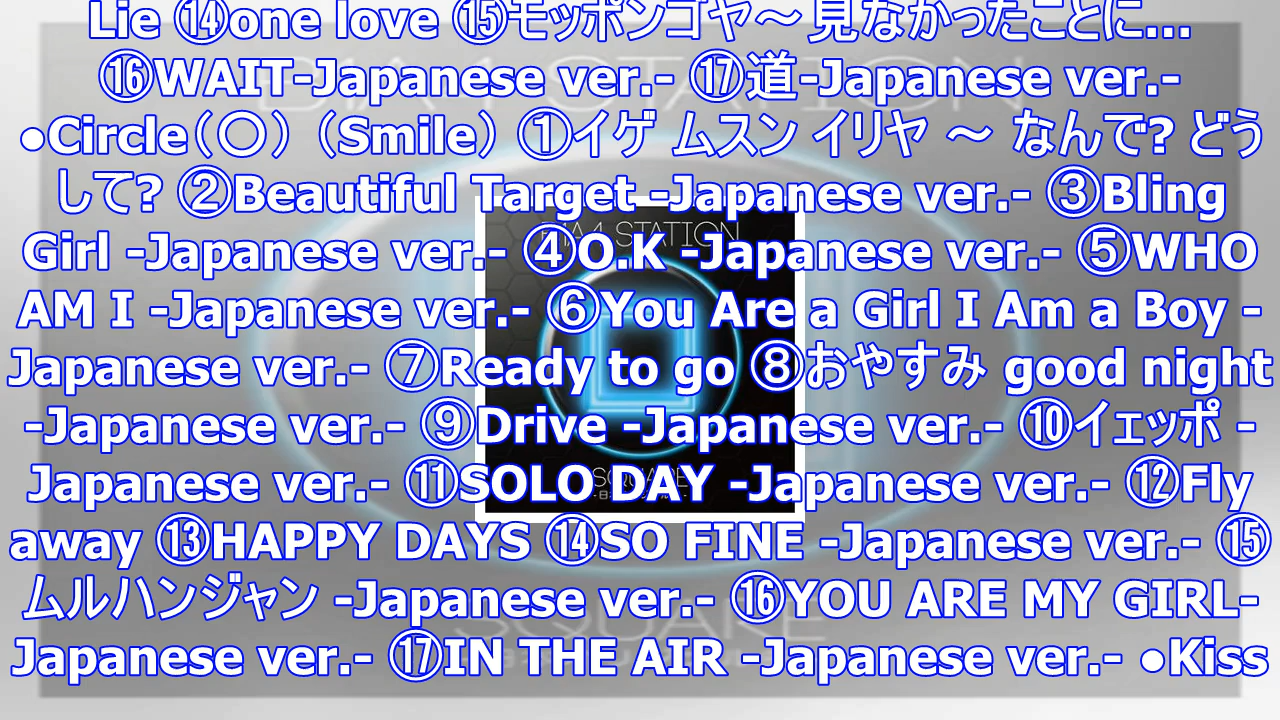 Lie ⑭one love ⑮モッポンゴヤ～ 見なかったことに...
⑯WAIT-Japanese ver.- ⑰道-Japanese ver.-
●Circle（〇）（Smile） ①イゲ ムスン イリヤ ～ なんで? どう
して? ②Beautiful Target -Japanese ver.- ③Bling
Girl -Japanese ver.- ④O.K -Japanese ver.- ⑤WHO
AM I -Japanese ver.- ⑥You Are a Girl I Am a Boy -
Japanese ver.- ⑦Ready to go ⑧おやすみ good night
-Japanese ver.- ⑨Drive -Japanese ver.- ⑩イェッポ -
Japanese ver.- ⑪SOLO DAY -Japanese ver.- ⑫Fly
away ⑬HAPPY DAYS ⑭SO FINE -Japanese ver.- ⑮
ムルハンジャン -Japanese ver.- ⑯YOU ARE MY GIRL-
Japanese ver.- ⑰IN THE AIR -Japanese ver.- ●Kiss
B1A4 STATION
SQUARE